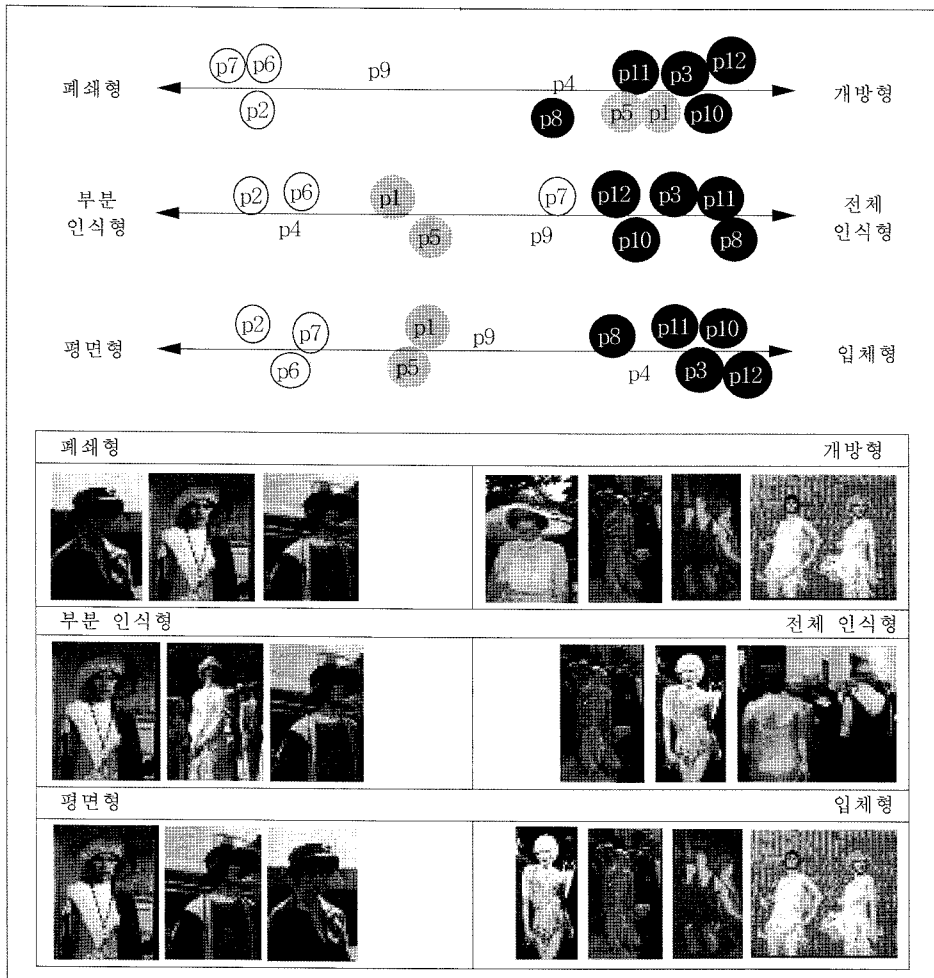 p7 p6 p9 p11 p3 p12
폐쇄형 p4 개방형
p2 p8 p5 p1 p10
부분 p2 p6 p1 p7 p12 p3 p11 전체
인식형 p4 p5 p9 p10 p8 인식형
p2 p7 p1 p9 p8 p11 p10
평면형 입체형
p6 p5 p4 p3 p12
폐쇄형 개방형
부분 인식형 전체 인식형
평면형 입체형